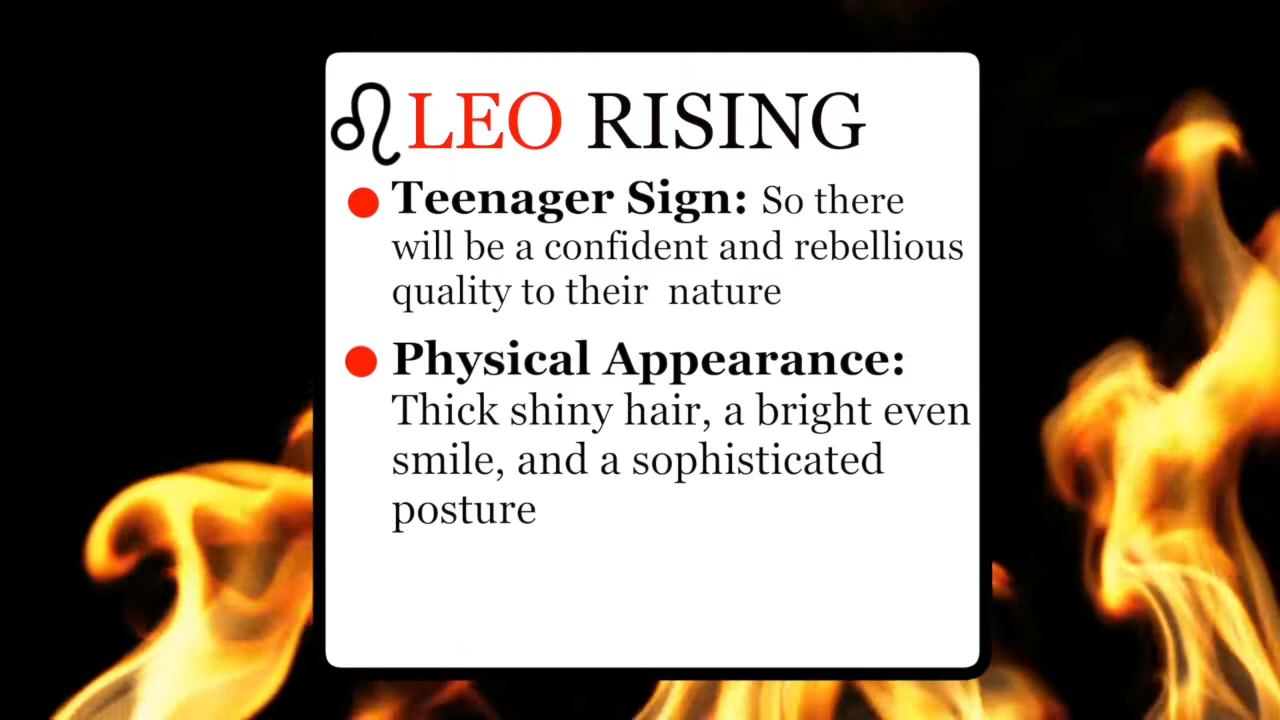 ♌LEO RISING
● Teenager Sign: So there
will be a confident and rebellious
quality to their  nature
● Physical Appearance:
Thick shiny hair, a bright even
smile, and a sophisticated
posture